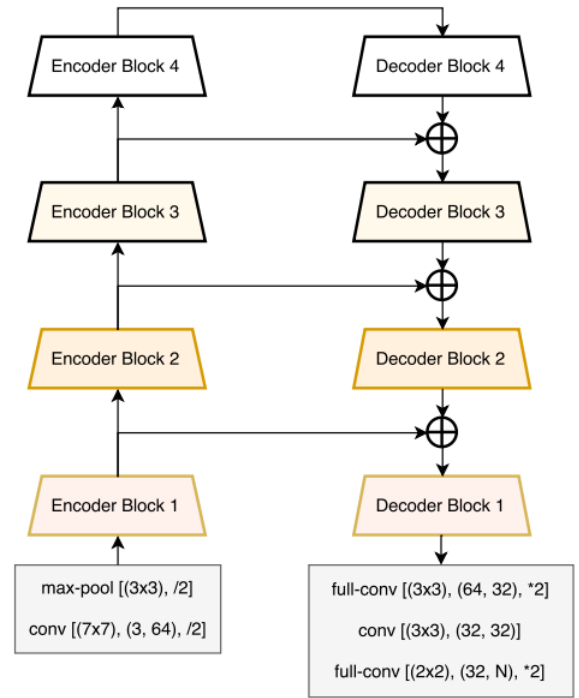 Encoder Block 4
Decoder Block 4
Encoder Block 3
Decoder Block 3
Encoder Block 2
Decoder Block 2
Encoder Block 1
Decoder Block 1
max-pool [(3x3), /2]
conv [(7x7), (3, 64), /2]
full-conv [(3x3), (64, 32), *2]
conv [(3x3), (32, 32)]
full-conv [(2x2), (32, N), *2]